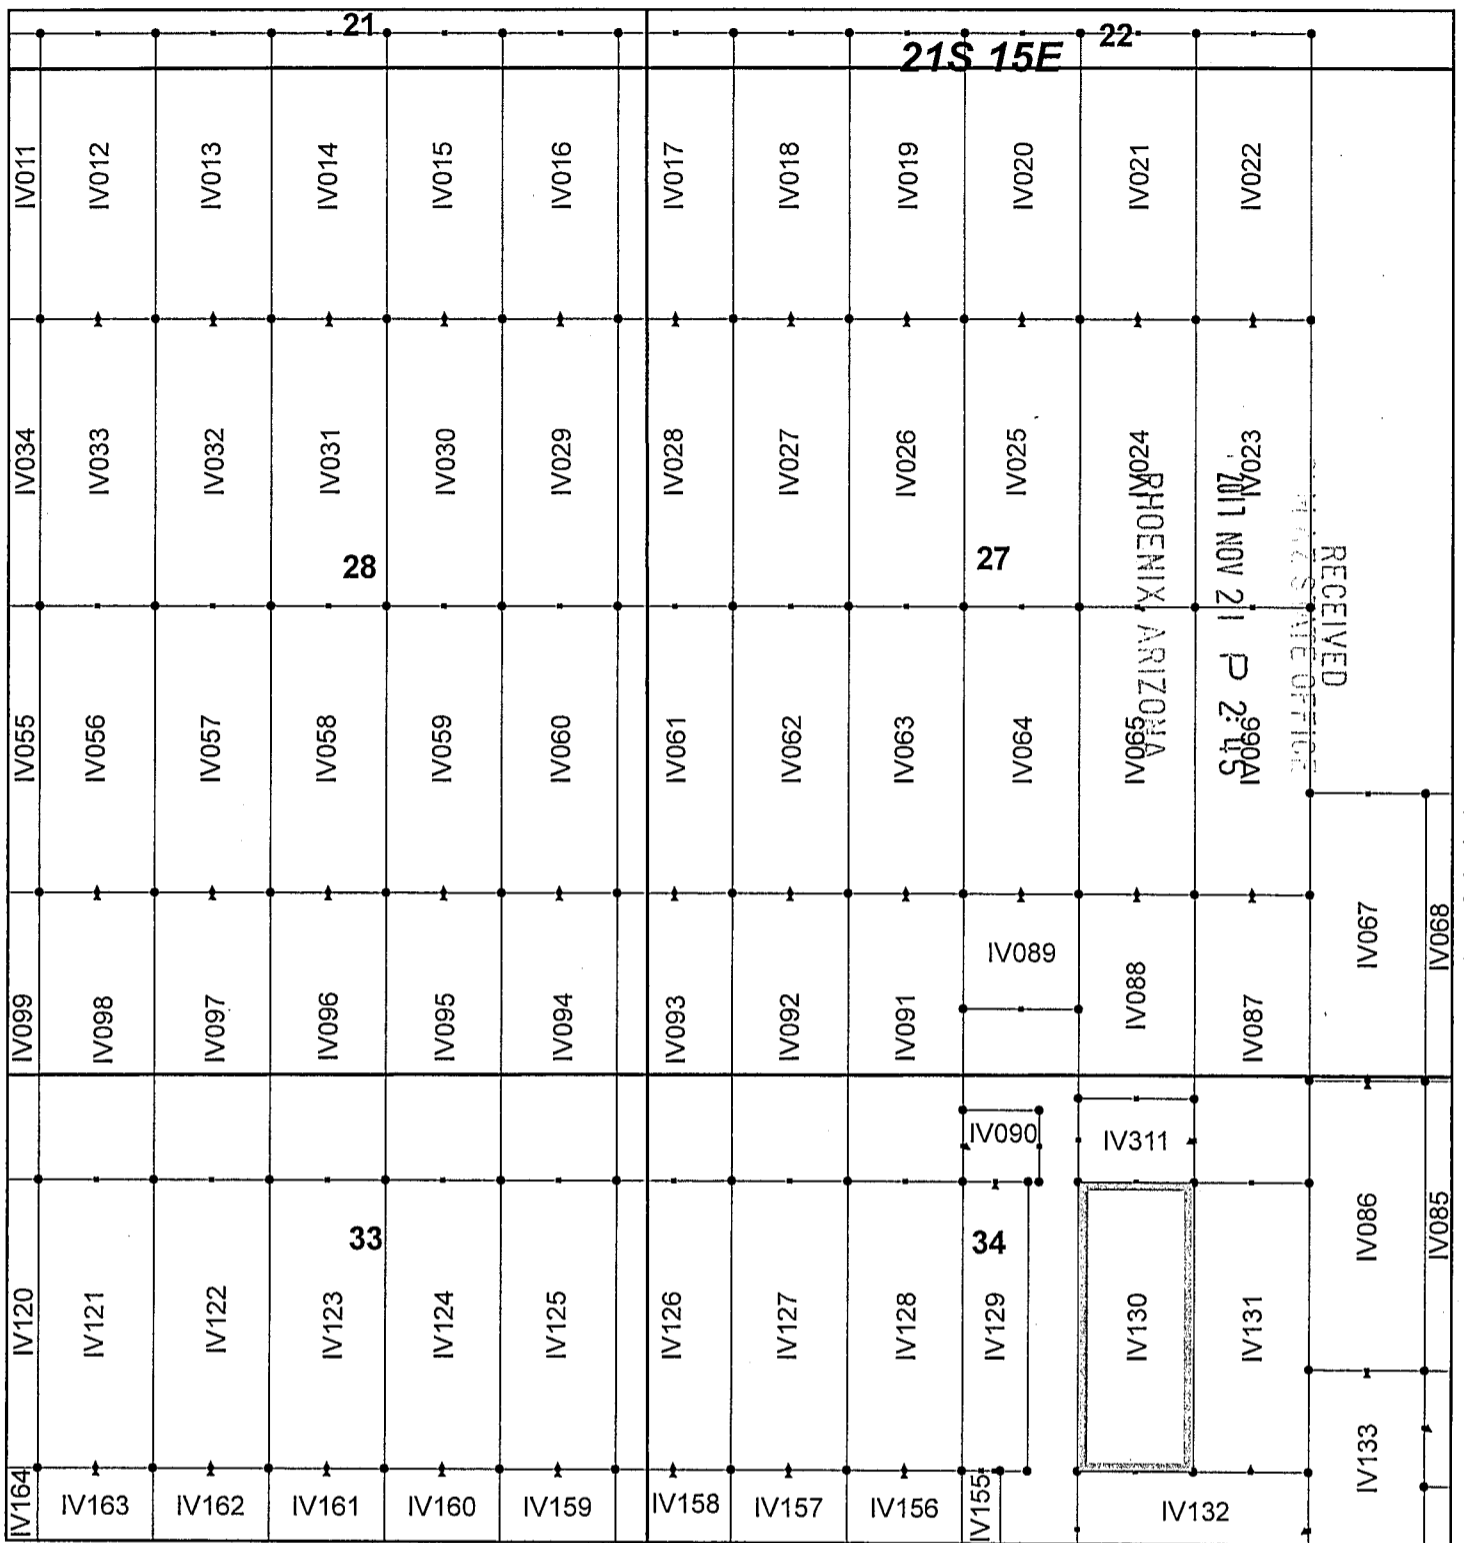 21 22
21S 15E
IV011 IV012 IV013 IV014 IV015 IV016 IV017 IV018 IV019 IV020 IV021 IV022
IV034 IV033 IV032 IV031 IV030 IV029 IV028 IV027 IV026 IV025 IV024 IV023
28 27
RECEIVED
STATE OFFICE
2011 NOV 21 P 2:45
PHOENIX ARIZONA
IV055 IV056 IV057 IV058 IV059 IV060 IV061 IV062 IV063 IV064 IV065 IV066
IV067 IV068
IV089
IV099 IV098 IV097 IV096 IV095 IV094 IV093 IV092 IV091 IV088 IV087
IV090 IV311
33 34
IV086 IV085
IV120 IV121 IV122 IV123 IV124 IV125 IV126 IV127 IV128 IV129 IV130 IV131
IV133
IV164 IV163 IV162 IV161 IV160 IV159 IV158 IV157 IV156 IV155 IV132